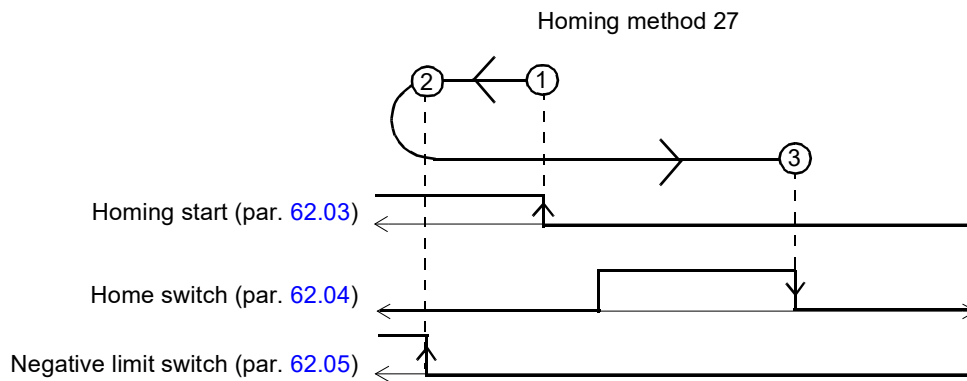 Homing method 27
2
1
3
Homing start (par. 62.03)
Home switch (par. 62.04)
Negative limit switch (par. 62.05)